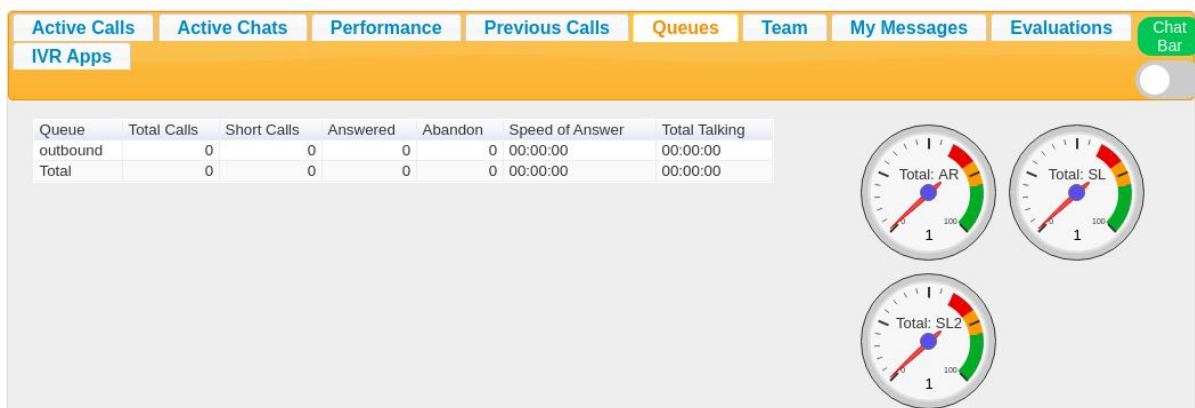 Active Calls Active Chats Performance Previous Calls Queues Team My Messages Evaluations Chat Bar
IVR Apps
Queue Total Calls Short Calls Answered Abandon Speed of Answer Total Talking
outbound 0 0 0 0 00:00:00 00:00:00
Total 0 0 0 0 00:00:00 00:00:00
Total: AR
0 100
1
Total: SL
0 100
1
Total: SL2
0 100
1